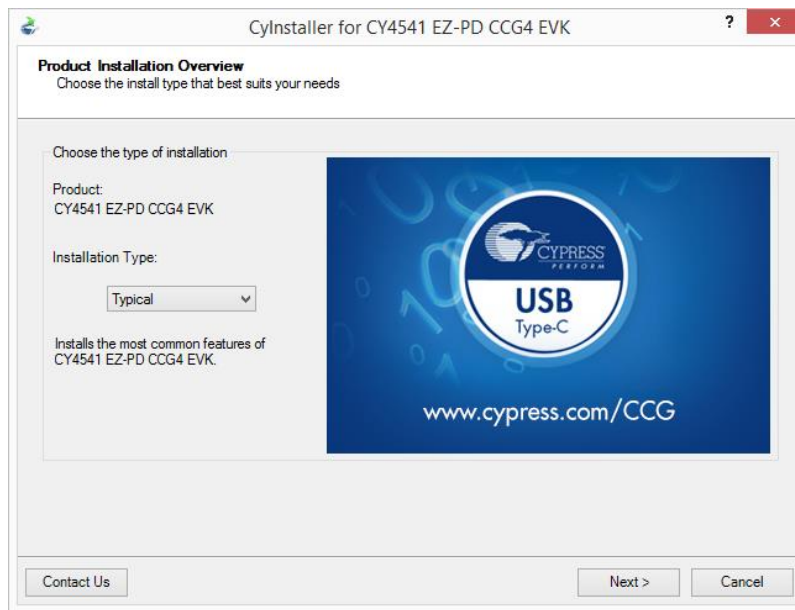 CyInstaller for CY4541 EZ-PD CCG4 EVK
?
Product Installation Overview
Choose the install type that best suits your needs
Choose the type of installation
Product:
CY4541 EZ-PD CCG4 EVK
Installation Type:
Typical
Installs the most common features of
CY4541 EZ-PD CCG4 EVK.
CYPRESS
PERFORM
USB
Type-C
www.cypress.com/CCG
Contact Us
Next >
Cancel